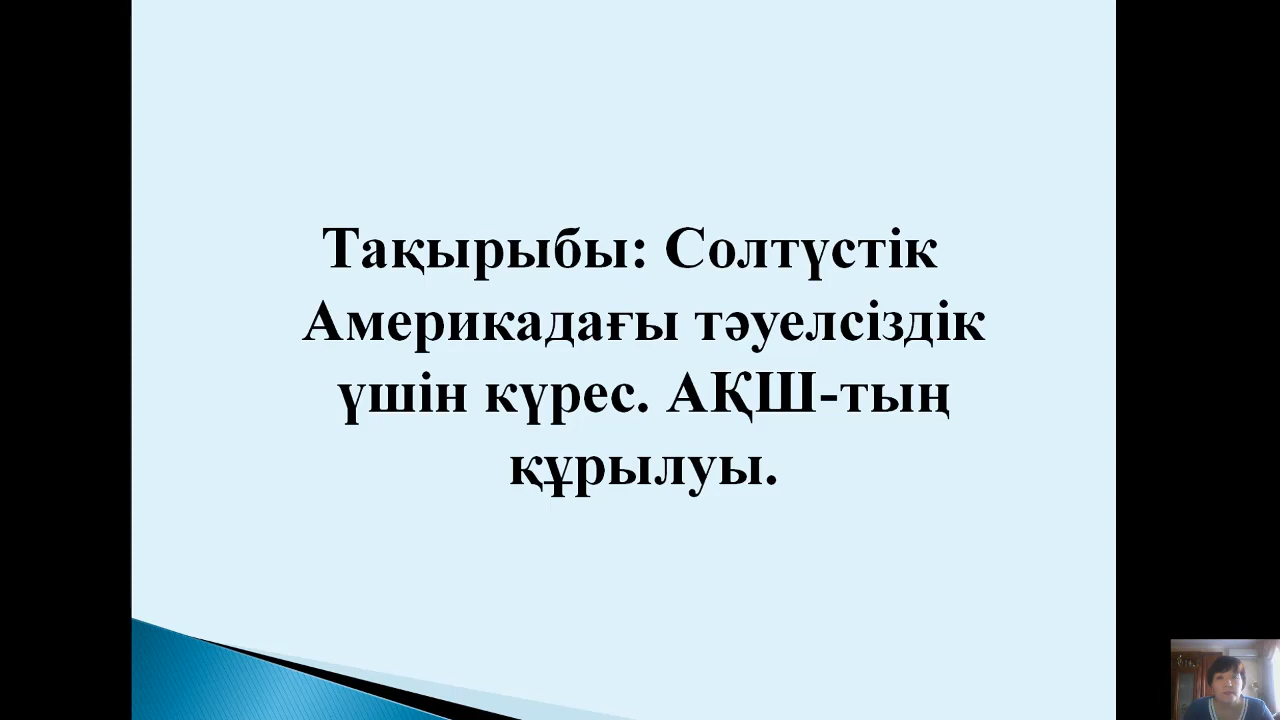 Тақырыбы: Солтүстік
Америкадағы тәуелсіздік
үшін күрес. АҚШ-тың
құрылуы.